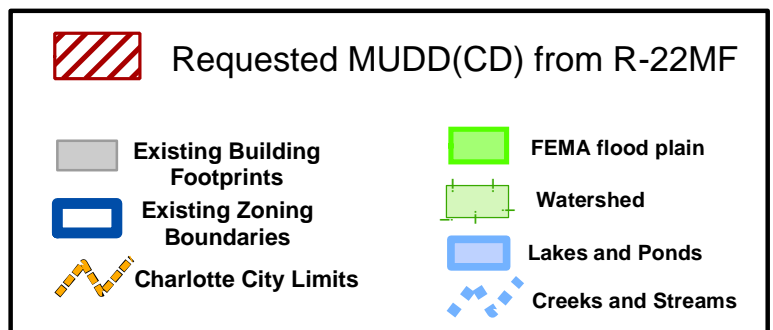 Requested MUDD(CD) from R-22MF
Existing Building
Footprints
Existing Zoning
Boundaries
Charlotte City Limits
FEMA flood plain
Watershed
Lakes and Ponds
Creeks and Streams